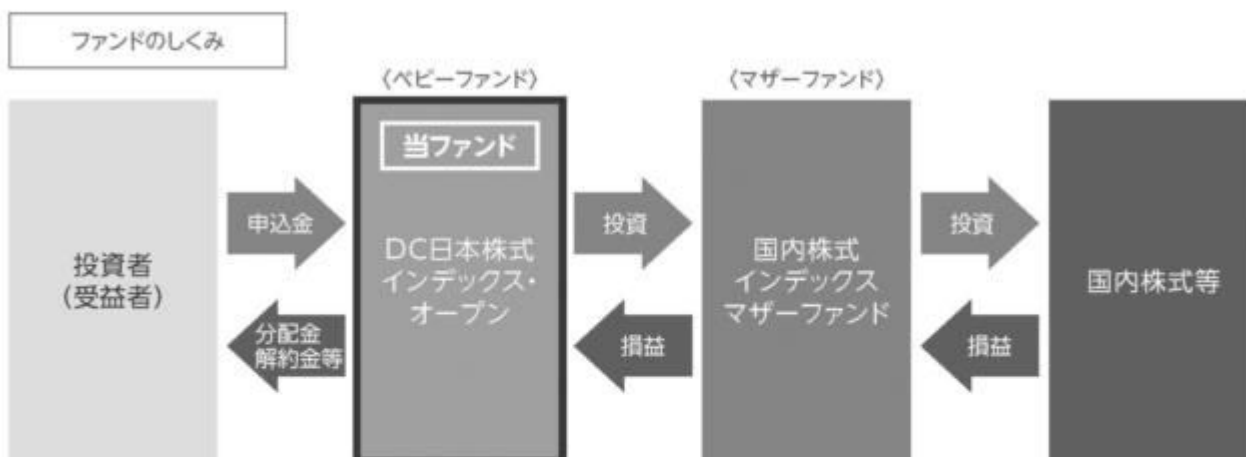 ファンドのしくみ
〈ベビーファンド〉
〈マザーファンド〉
投資者
(受益者)
申込金
分配金
解約金等
当ファンド
DC日本株式
インデックス・
オープン
投資
損益
国内株式
インデックス
マザーファンド
投資
損益
国内株式等